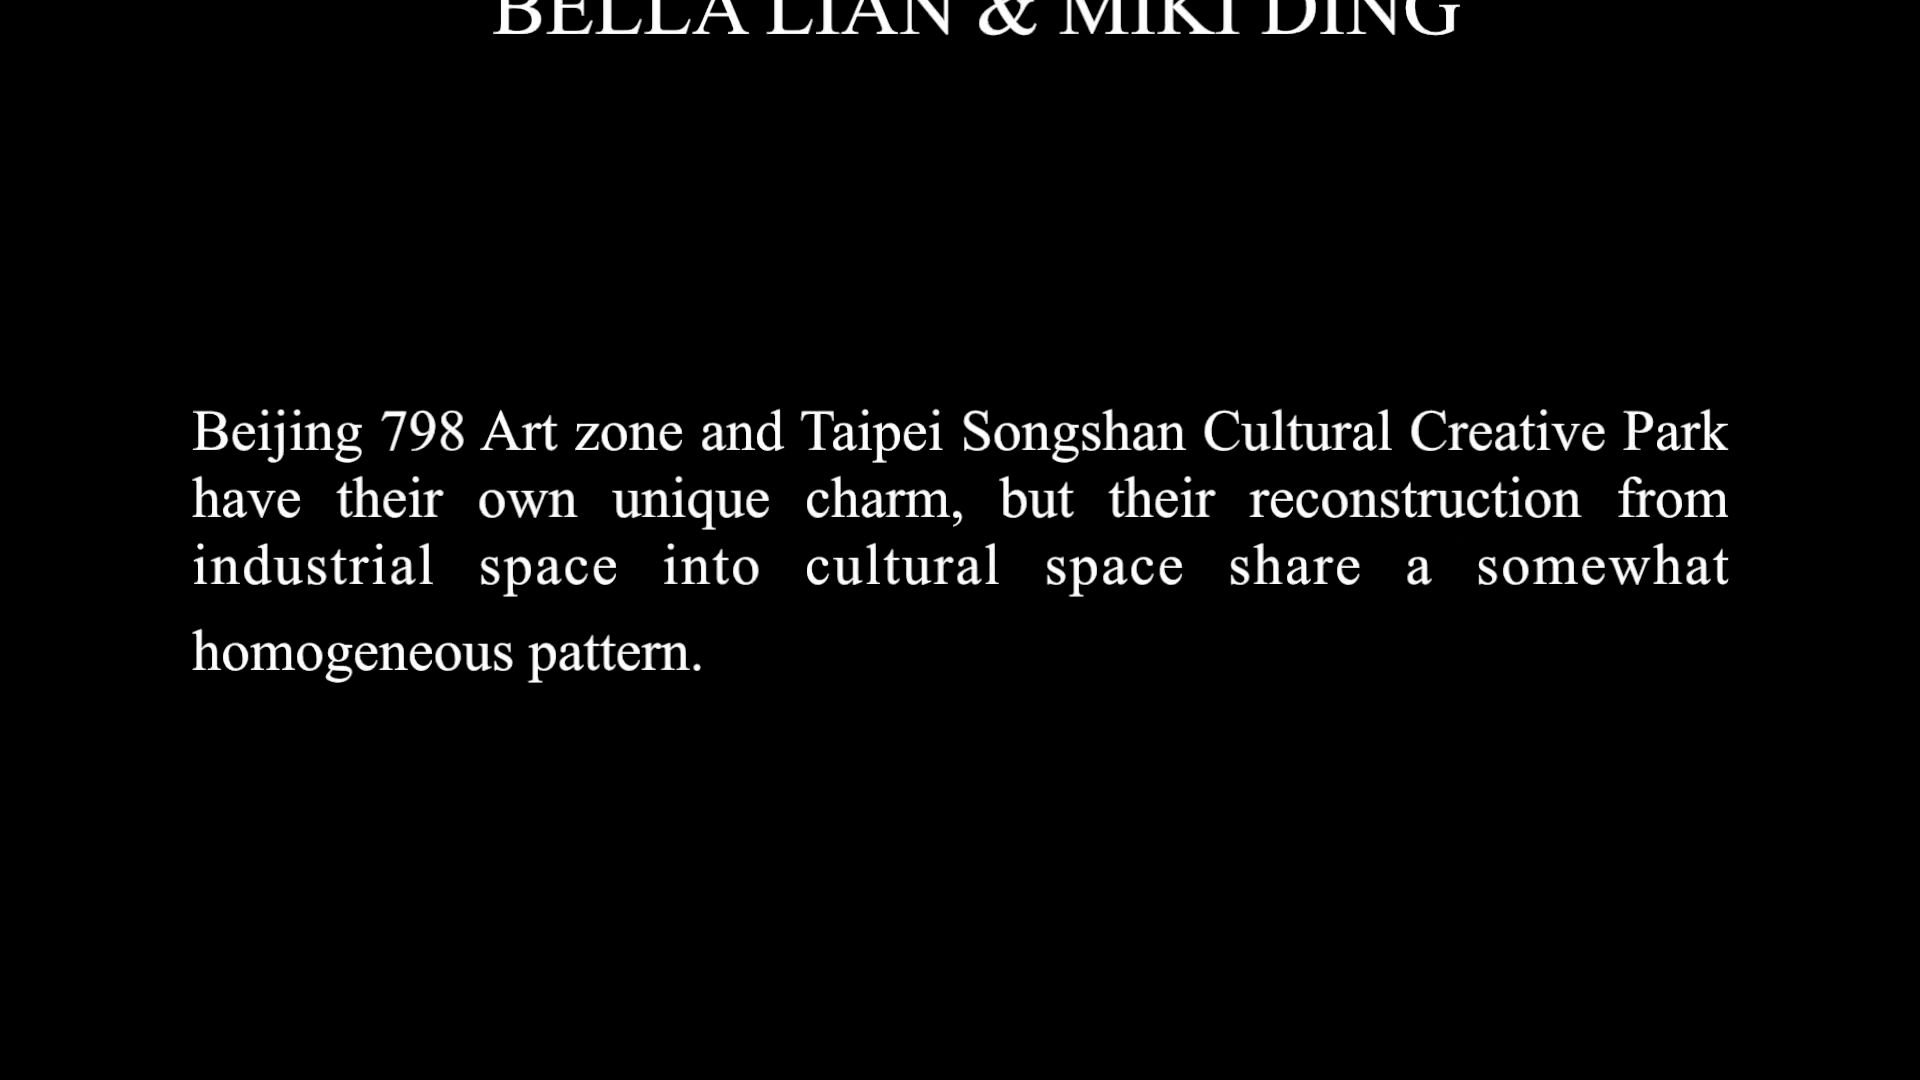 BELLA LIAN & MIKI DING
Beijing 798 Art zone and Taipei Songshan Cultural Creative Park
have their own unique charm, but their reconstruction from
industrial space into cultural space share a somewhat
homogeneous pattern.